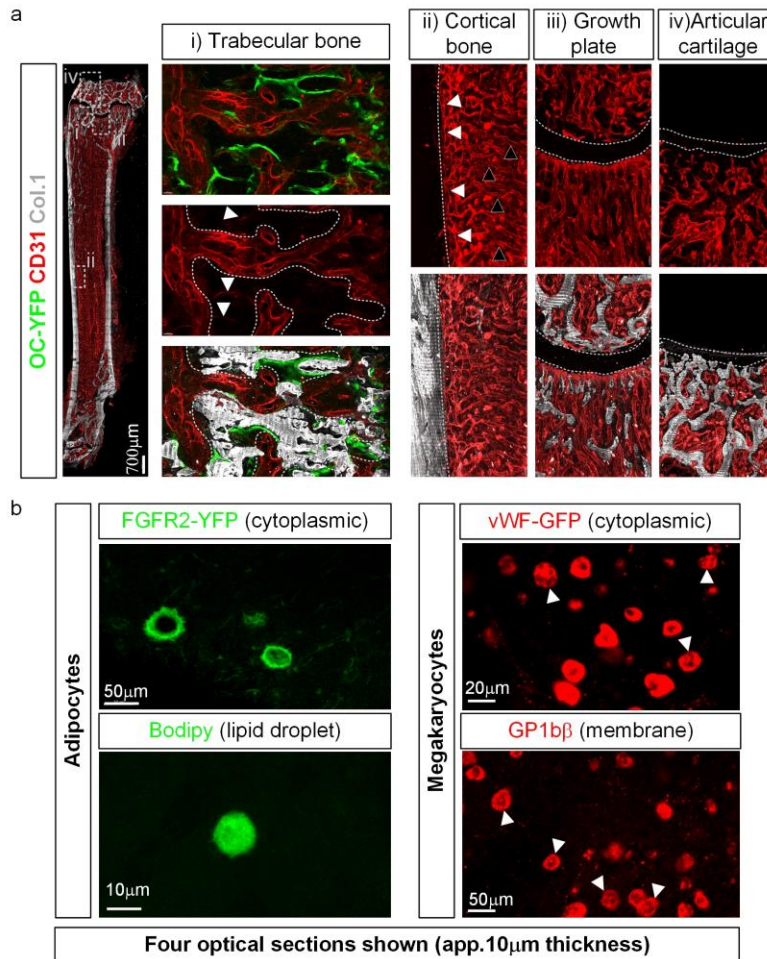 a
i) Trabecular bone
ii) Cortical
bone
iii) Growth
plate
iv)Articular
cartilage
OC-YFP CD31 Col.1
iv
i
iii
ii
700µm
b
FGFR2-YFP (cytoplasmic)
vWF-GFP (cytoplasmic)
Adipocytes
50µm
Megakaryocytes
20µm
Bodipy (lipid droplet)
GP1bβ (membrane)
10µm
50µm
Four optical sections shown (app.10µm thickness)